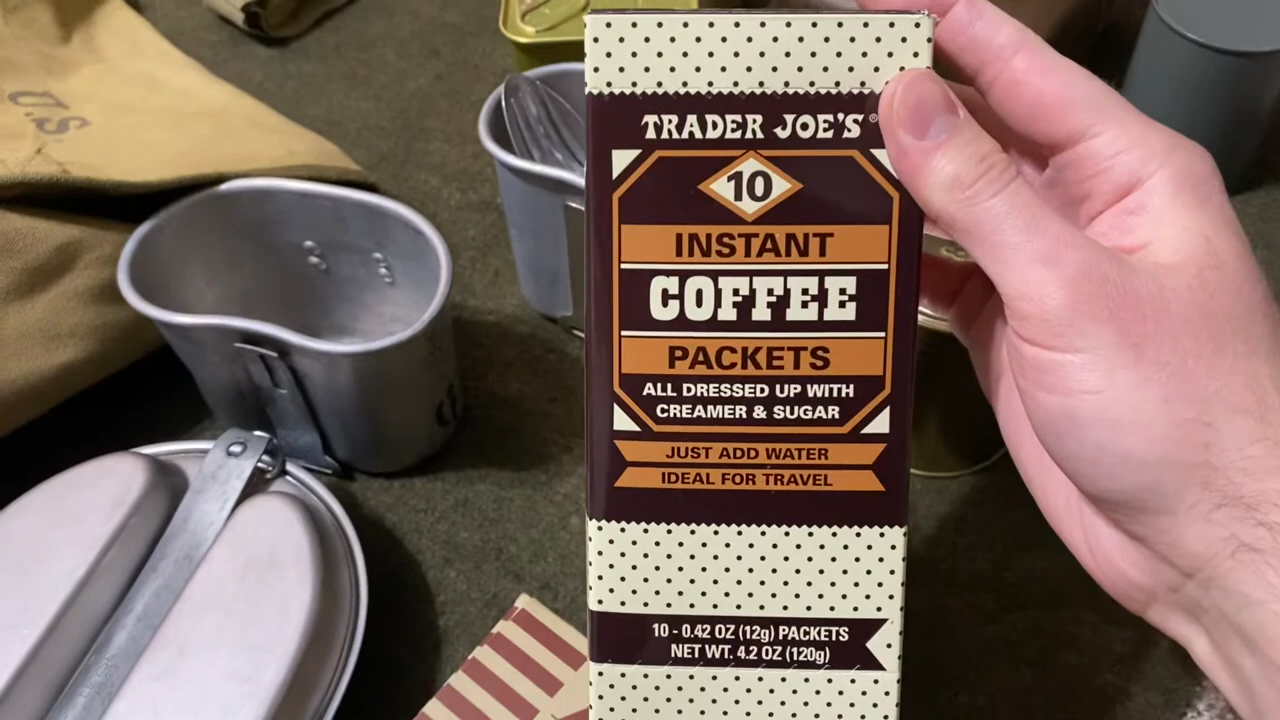 U.S
TRADER JOE'S®
10
INSTANT
COFFEE
PACKETS
ALL DRESSED UP WITH
CREAMER & SUGAR
JUST ADD WATER
IDEAL FOR TRAVEL
10 - 0.42 OZ (12g) PACKETS
NET WT. 4.2 OZ (120g)